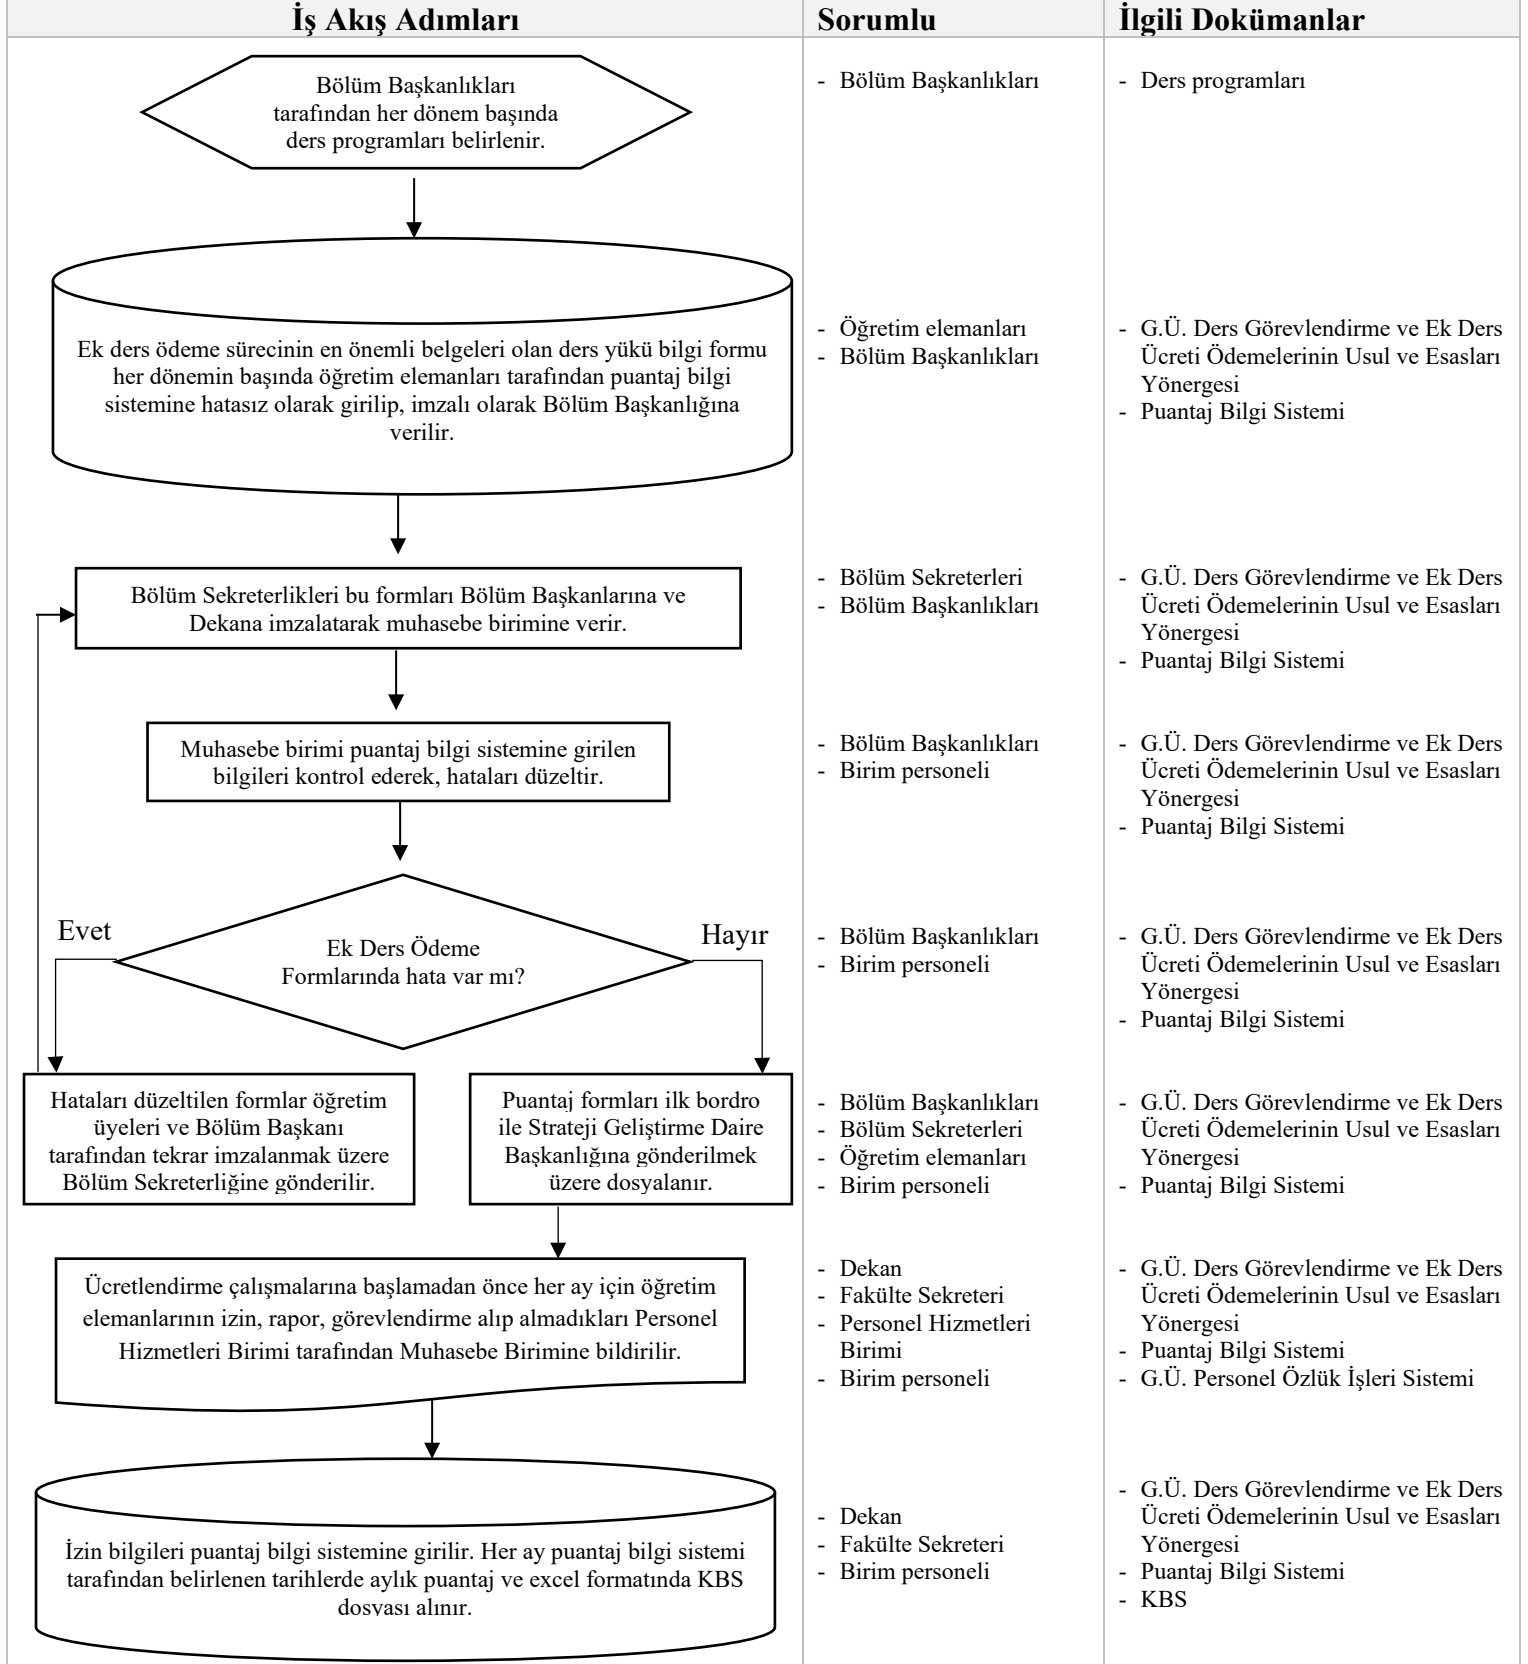 İş Akış Adımları
Sorumlu
İlgili Dokümanlar
Bölüm Başkanlıkları
tarafından her dönem başında
ders programları belirlenir.
- Bölüm Başkanlıkları
- Ders programları
Ek ders ödeme sürecinin en önemli belgeleri olan ders yükü bilgi formu
her dönemin başında öğretim elemanları tarafından puantaj bilgi
sistemine hatasız olarak girilip, imzalı olarak Bölüm Başkanlığına
verilir.
- Öğretim elemanları
- Bölüm Başkanlıkları
- G.Ü. Ders Görevlendirme ve Ek Ders
Ücreti Ödemelerinin Usul ve Esasları
Yönergesi
- Puantaj Bilgi Sistemi
Bölüm Sekreterlikleri bu formları Bölüm Başkanlarına ve
Dekana imzalatarak muhasebe birimine verir.
- Bölüm Sekreterleri
- Bölüm Başkanlıkları
- G.Ü. Ders Görevlendirme ve Ek Ders
Ücreti Ödemelerinin Usul ve Esasları
Yönergesi
- Puantaj Bilgi Sistemi
Muhasebe birimi puantaj bilgi sistemine girilen
bilgileri kontrol ederek, hataları düzeltir.
- Bölüm Başkanlıkları
- Birim personeli
- G.Ü. Ders Görevlendirme ve Ek Ders
Ücreti Ödemelerinin Usul ve Esasları
Yönergesi
- Puantaj Bilgi Sistemi
Evet
Ek Ders Ödeme
Formlarında hata var mı?
Hayır
- Bölüm Başkanlıkları
- Birim personeli
- G.Ü. Ders Görevlendirme ve Ek Ders
Ücreti Ödemelerinin Usul ve Esasları
Yönergesi
- Puantaj Bilgi Sistemi
Hataları düzeltilen formlar öğretim
üyeleri ve Bölüm Başkanı
tarafından tekrar imzalanmak üzere
Bölüm Sekreterliğine gönderilir.
Puantaj formları ilk bordro
ile Strateji Geliştirme Daire
Başkanlığına gönderilmek
üzere dosyalanır.
- Bölüm Başkanlıkları
- Bölüm Sekreterleri
- Öğretim elemanları
- Birim personeli
- G.Ü. Ders Görevlendirme ve Ek Ders
Ücreti Ödemelerinin Usul ve Esasları
Yönergesi
- Puantaj Bilgi Sistemi
Ücretlendirme çalışmalarına başlamadan önce her ay için öğretim
elemanlarının izin, rapor, görevlendirme alıp almadıkları Personel
Hizmetleri Birimi tarafından Muhasebe Birimine bildirilir.
- Dekan
- Fakülte Sekreteri
- Personel Hizmetleri
Birimi
- Birim personeli
- G.Ü. Ders Görevlendirme ve Ek Ders
Ücreti Ödemelerinin Usul ve Esasları
Yönergesi
- Puantaj Bilgi Sistemi
- G.Ü. Personel Özlük İşleri Sistemi
İzin bilgileri puantaj bilgi sistemine girilir. Her ay puantaj bilgi sistemi
tarafından belirlenen tarihlerde aylık puantaj ve excel formatında KBS
dosyası alınır.
- Dekan
- Fakülte Sekreteri
- Birim personeli
- G.Ü. Ders Görevlendirme ve Ek Ders
Ücreti Ödemelerinin Usul ve Esasları
Yönergesi
- Puantaj Bilgi Sistemi
- KBS